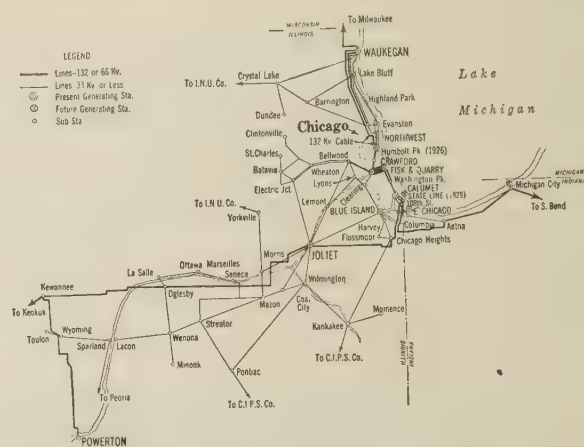 WISCONSIN
ILLINOIS
To Milwaukee
WAUKEGAN
LEGEND
Lines-132 or 66 Kv.
Lines 33 Kv or Less
Present Generating Sta.
Future Generating Sta.
Sub Sta
Lake Bluff
Lake
Michigan
Crystal Lake
To I.N.U. Co.
Highland Park
Barrington
Dundee
Evanston
Chicago
132 Kv Cable
NORTHWEST
Clintonville
Humbolt Pk (1926)
St. Charles
Bellwood
CRAWFORD
FISK & QUARRY
Batavia
Wheaton
Washington Pk.
Lyons
CALUMET
MICHIGAN
INDIANA
Michigan City
Electric Jct
Clearing
STATE LINE (1929)
108th St.
Lemont
BLUE ISLAND
E CHICAGO
To S. Bend
To I. N. U. Co.
Yorkville
Columbia
Aetna
Harvey
Flossmoor
Chicago Heights
Morris
JOLIET
Ottawa
Marseilles
La Salle
Seneca
Kewanee
Oglesby
Wilmington
Mazon
Coal
City
Momence
To Keokuk
Wyoming
Streator
Kankakee
Toulon
Sparland
Lacon
Wenona
Minonk
Pontiac
To C.I.P.S. Co.
ILLINOIS
INDIANA
To Peoria
To C.I P.S. Co.
POWERTON